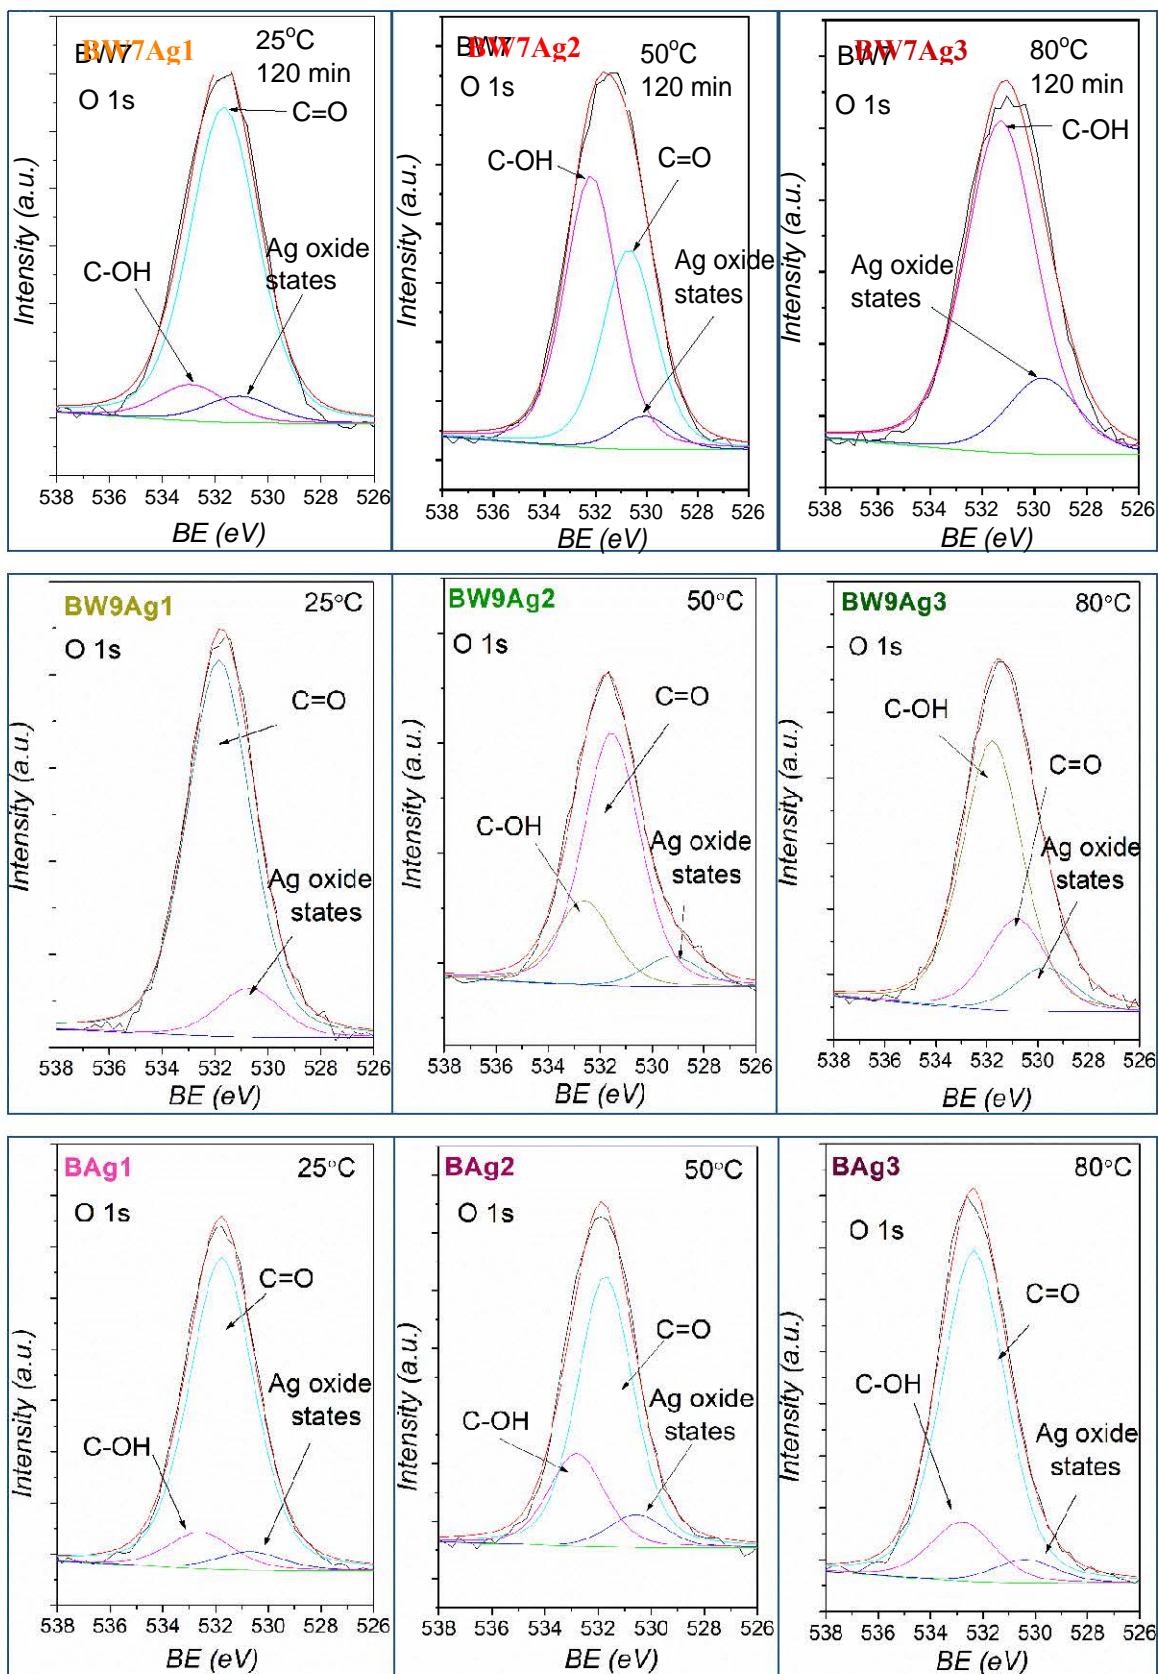 BW7
BW7Ag1
25°C
120 min
O 1s
C=O
C-OH
Ag oxide
states
Intensity (a.u.)
538 536 534 532 530 528 526
BE (eV)
BW7
BW7Ag2
50°C
120 min
O 1s
C-OH
C=O
Ag oxide
states
Intensity (a.u.)
538 536 534 532 530 528 526
BE (eV)
BW7
BW7Ag3
80°C
120 min
O 1s
C-OH
Ag oxide
states
Intensity (a.u.)
538 536 534 532 530 528 526
BE (eV)
BW9Ag1
25°C
O 1s
C=O
Ag oxide
states
Intensity (a.u.)
538 536 534 532 530 528 526
BE (eV)
BW9Ag2
50°C
O 1s
C=O
C-OH
Ag oxide
states
Intensity (a.u.)
538 536 534 532 530 528 526
BE (eV)
BW9Ag3
80°C
O 1s
C-OH
C=O
Ag oxide
states
Intensity (a.u.)
538 536 534 532 530 528 526
BE (eV)
BAg1
25°C
O 1s
C=O
Ag oxide
states
C-OH
Intensity (a.u.)
538 536 534 532 530 528 526
BE (eV)
BAg2
50°C
O 1s
C=O
Ag oxide
states
C-OH
Intensity (a.u.)
538 536 534 532 530 528 526
BE (eV)
BAg3
80°C
O 1s
C=O
C-OH
Ag oxide
states
Intensity (a.u.)
538 536 534 532 530 528 526
BE (eV)